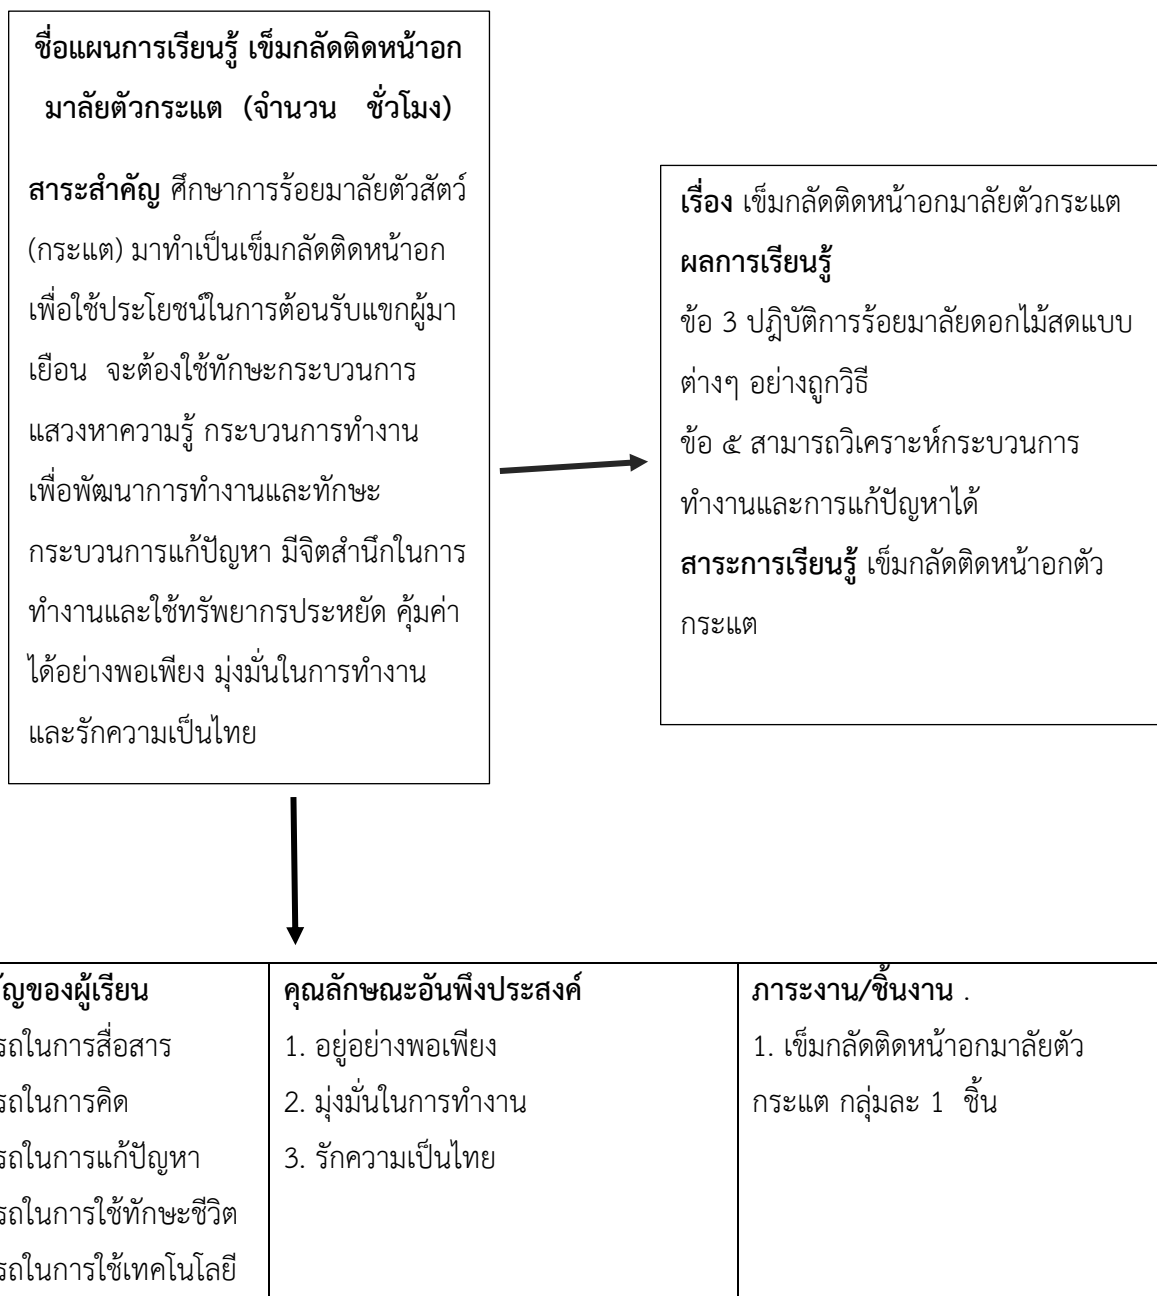 ชื่อแผนการเรียนรู้ เข็มกลัดติดหน้าอก
มาลัยตัวกระแต (จำนวน ชั่วโมง)
สาระสำคัญ ศึกษาการร้อยมาลัยตัวสัตว์
(กระแต) มาทำเป็นเข็มกลัดติดหน้าอก
เพื่อใช้ประโยชน์ในการต้อนรับแขกผู้มา
เยือน จะต้องใช้ทักษะกระบวนการ
แสวงหาความรู้ กระบวนการทำงาน
เพื่อพัฒนาการทำงานและทักษะ
กระบวนการแก้ปัญหา มีจิตสำนึกในการ
ทำงานและใช้ทรัพยากรประหยัด คุ้มค่า
ได้อย่างพอเพียง มุ่งมั่นในการทำงาน
และรักความเป็นไทย
เรื่อง เข็มกลัดติดหน้าอกมาลัยตัวกระแต
ผลการเรียนรู้
ข้อ 3 ปฎิบัติการร้อยมาลัยดอกไม้สดแบบ
ต่างๆ อย่างถูกวิธี
ข้อ ๕ สามารถวิเคราะห์กระบวนการ
ทำงานและการแก้ปัญหาได้
สาระการเรียนรู้ เข็มกลัดติดหน้าอกตัว
กระแต
ัญของผู้เรียน
รถในการสื่อสาร
รถในการคิด
รถในการแก้ปัญหา
รถในการใช้ทักษะชีวิต
รถในการใช้เทคโนโลยี
คุณลักษณะอันพึงประสงค์
1. อยู่อย่างพอเพียง
2. มุ่งมั่นในการทำงาน
3. รักความเป็นไทย
ภาระงาน/ชิ้นงาน .
1. เข็มกลัดติดหน้าอกมาลัยตัว
กระแต กลุ่มละ 1 ชิ้น